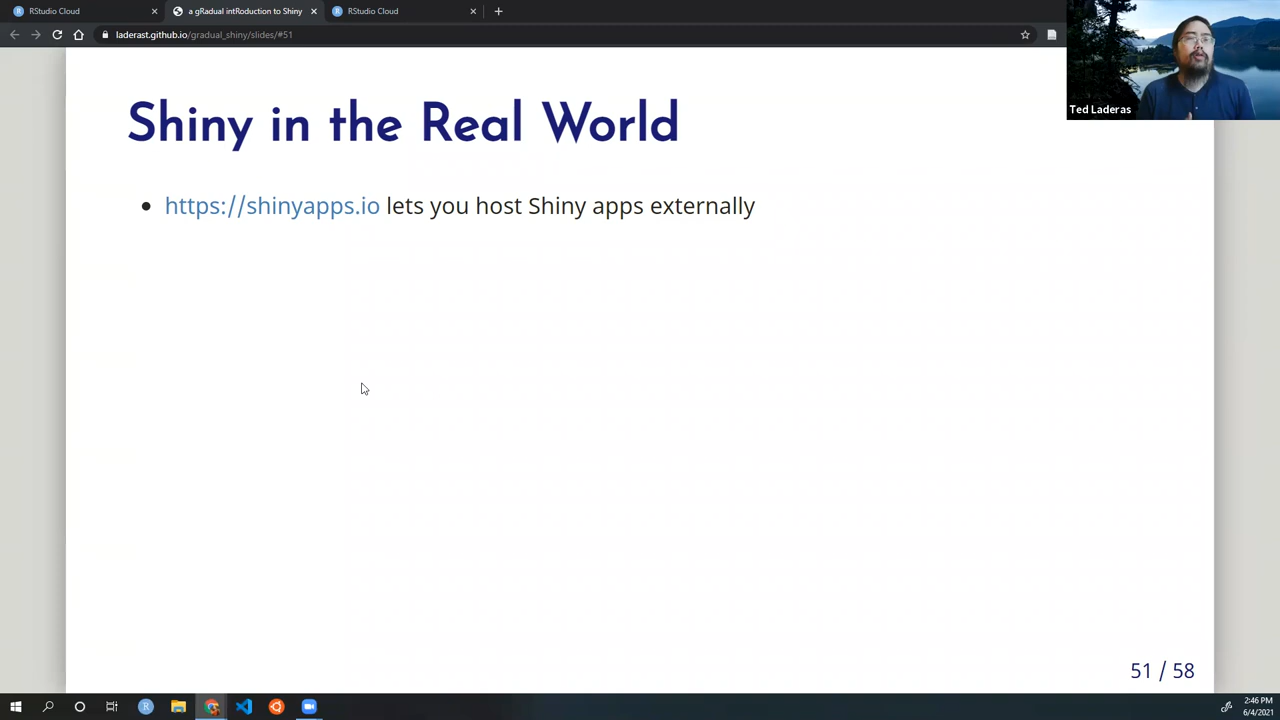 RStudio Cloud
a gRadual intRoduction to Shiny
RStudio Cloud
laderast.github.io/gradual_shiny/slides/#51
Ted Laderas
Shiny in the Real World
• https://shinyapps.io lets you host Shiny apps externally
51 / 58
2:46 PM
6/4/2021